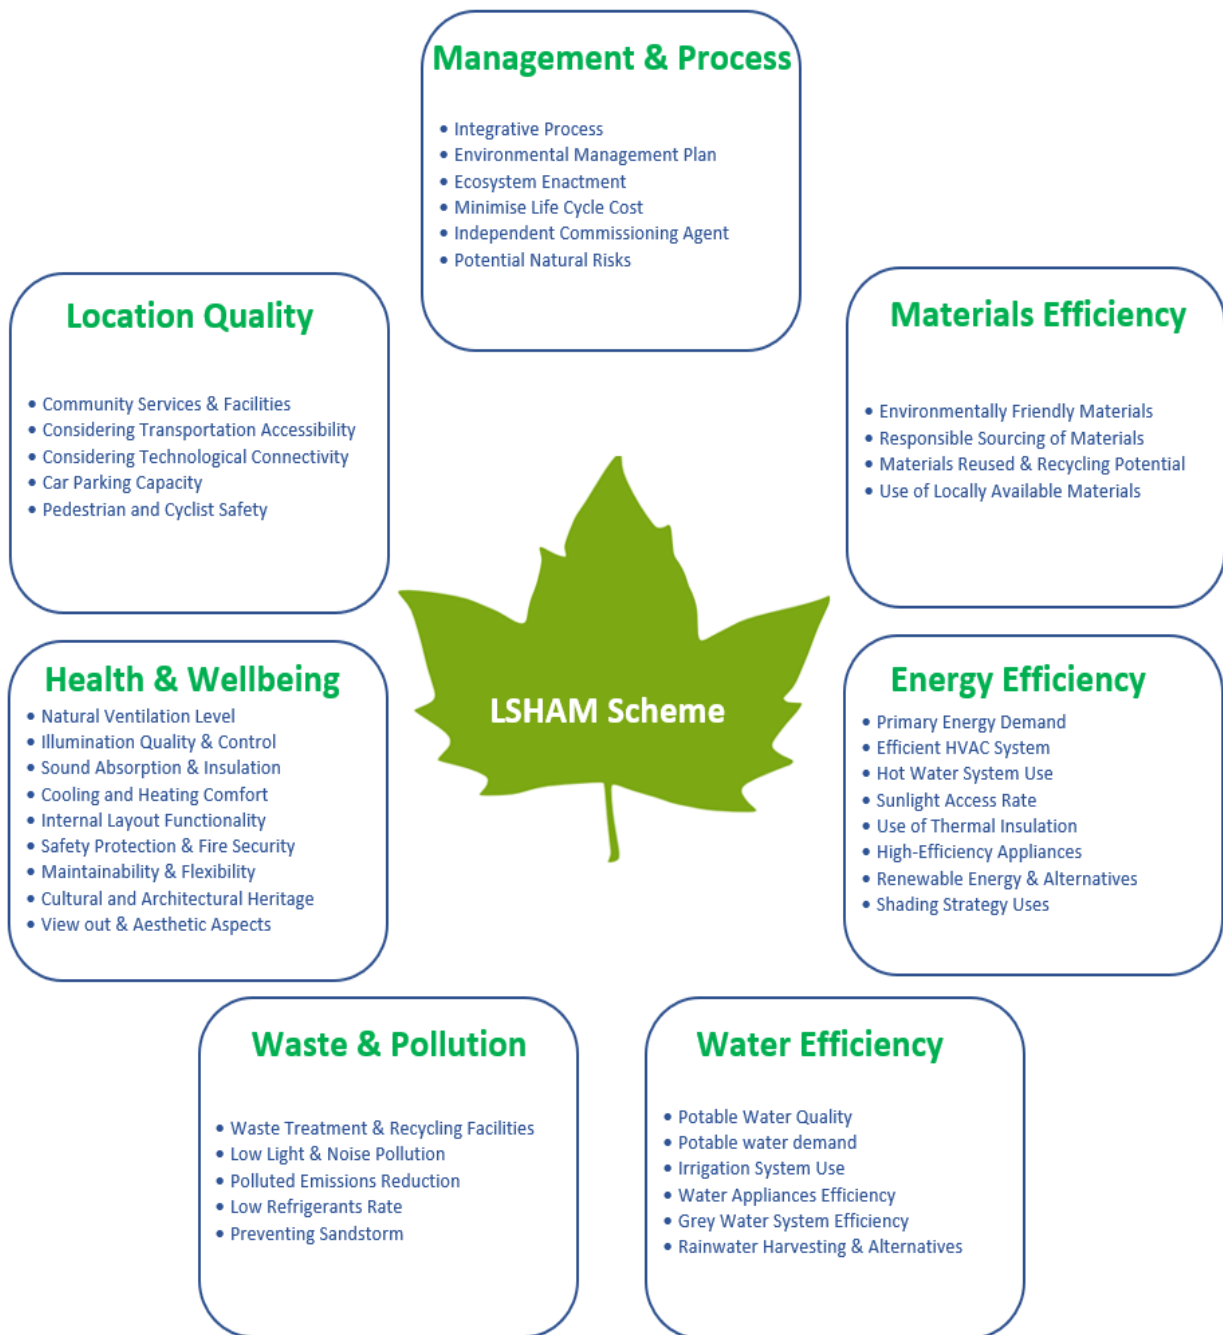 Management & Process
• Integrative Process
• Environmental Management Plan
• Ecosystem Enactment
• Minimise Life Cycle Cost
• Independent Commissioning Agent
• Potential Natural Risks
Location Quality
• Community Services & Facilities
• Considering Transportation Accessibility
• Considering Technological Connectivity
• Car Parking Capacity
• Pedestrian and Cyclist Safety
Materials Efficiency
• Environmentally Friendly Materials
• Responsible Sourcing of Materials
• Materials Reused & Recycling Potential
• Use of Locally Available Materials
LSHAM Scheme
Health & Wellbeing
• Natural Ventilation Level
• Illumination Quality & Control
• Sound Absorption & Insulation
• Cooling and Heating Comfort
• Internal Layout Functionality
• Safety Protection & Fire Security
• Maintainability & Flexibility
• Cultural and Architectural Heritage
• View out & Aesthetic Aspects
Energy Efficiency
• Primary Energy Demand
• Efficient HVAC System
• Hot Water System Use
• Sunlight Access Rate
• Use of Thermal Insulation
• High-Efficiency Appliances
• Renewable Energy & Alternatives
• Shading Strategy Uses
Waste & Pollution
• Waste Treatment & Recycling Facilities
• Low Light & Noise Pollution
• Polluted Emissions Reduction
• Low Refrigerants Rate
• Preventing Sandstorm
Water Efficiency
• Potable Water Quality
• Potable water demand
• Irrigation System Use
• Water Appliances Efficiency
• Grey Water System Efficiency
• Rainwater Harvesting & Alternatives